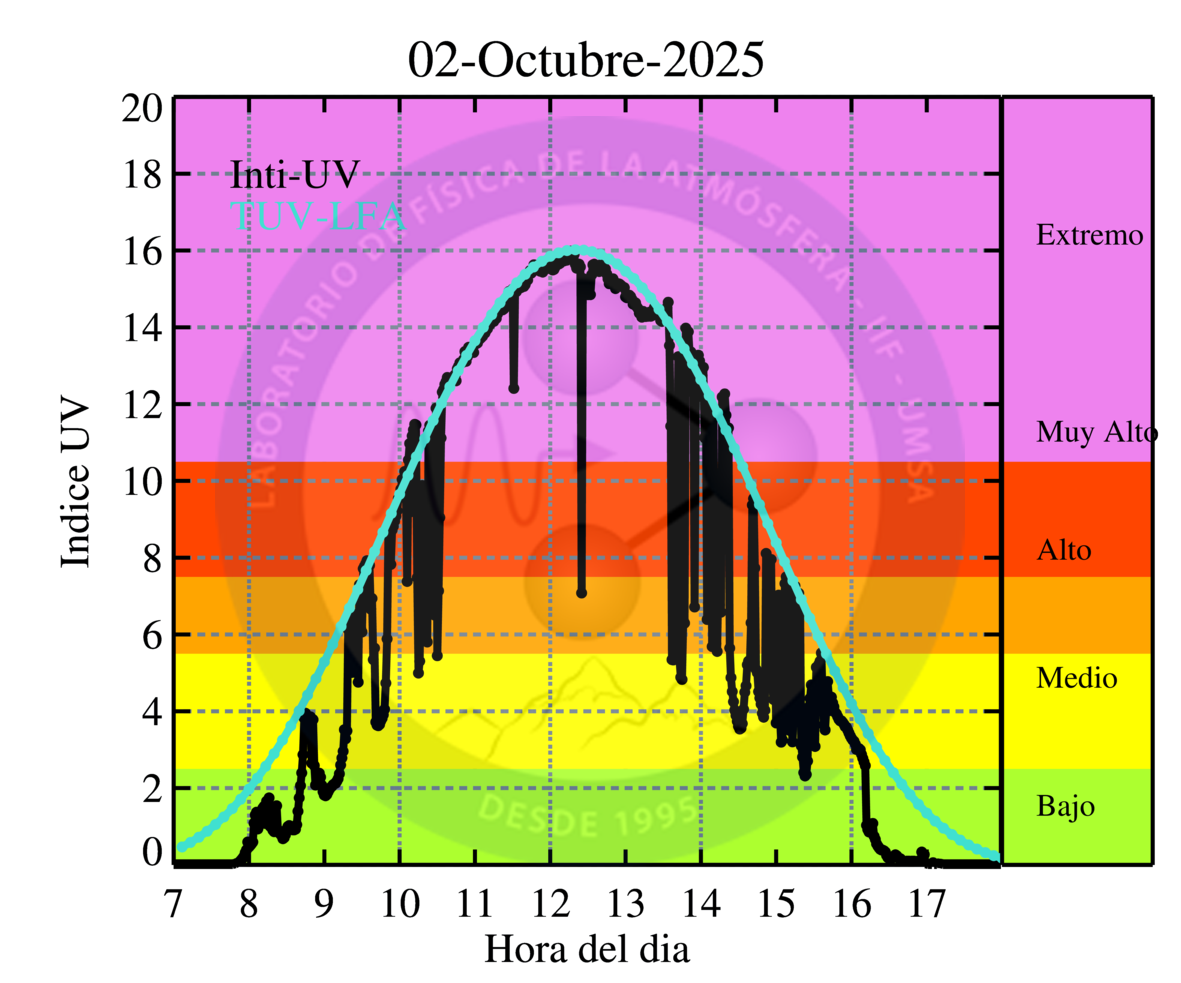 02-Octubre-2025
20
18
16
14
12
10
8
6
4
2
0
Indice UV
Inti-UV
TUV-LFA
LABORATORIO DE FÍSICA DE LA ATMÓSFERA - IIF - UMSA
DESDE 1995
Extremo
Muy Alto
Alto
Medio
Bajo
7 8 9 10 11 12 13 14 15 16 17
Hora del dia